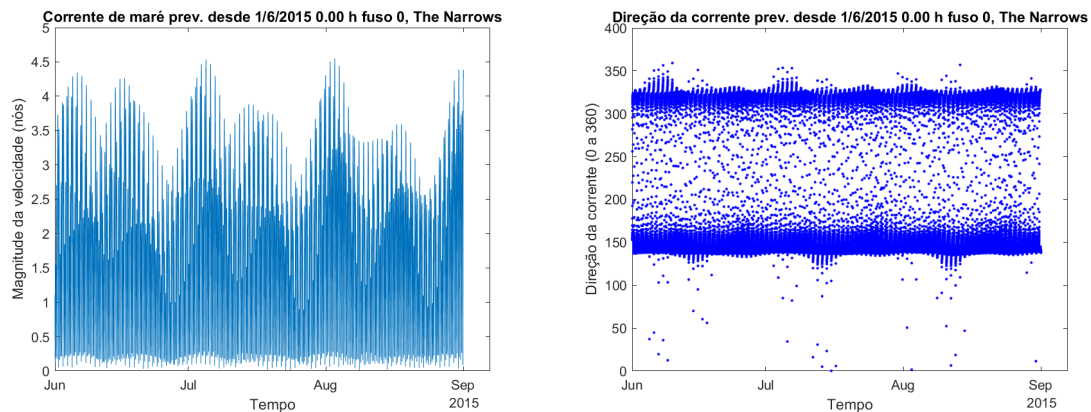 Corrente de maré prev. desde 1/6/2015 0.00 h fuso 0, The Narrows
5
4.5
4
3.5
3
2.5
2
1.5
1
0.5
0
Magnitude da velocidade (nós)
Jun
Jul
Aug
Sep
2015
Tempo
Direção da corrente prev. desde 1/6/2015 0.00 h fuso 0, The Narrows
400
350
300
250
200
150
100
50
0
Direção da corrente (0 a 360)
Jun
Jul
Aug
Sep
2015
Tempo